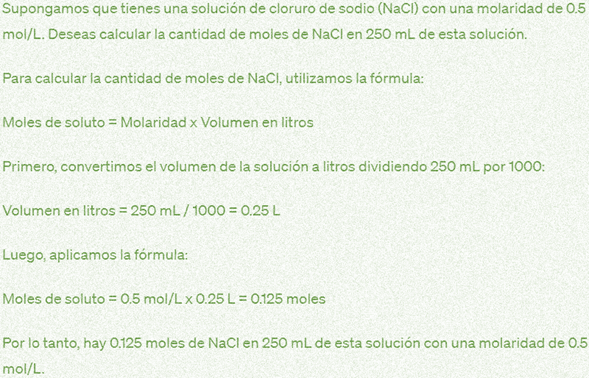 Supongamos que tienes una solución de cloruro de sodio (NaCl) con una molaridad de 0.5
mol/L. Deseas calcular la cantidad de moles de NaCl en 250 mL de esta solución.
Para calcular la cantidad de moles de NaCl, utilizamos la fórmula:
Moles de soluto = Molaridad x Volumen en litros
Primero, convertimos el volumen de la solución a litros dividiendo 250 mL por 1000:
Volumen en litros = 250 mL / 1000 = 0.25 L
Luego, aplicamos la fórmula:
Moles de soluto = 0.5 mol/L x 0.25 L = 0.125 moles
Por lo tanto, hay 0.125 moles de NaCl en 250 mL de esta solución con una molaridad de 0.5
mol/L.